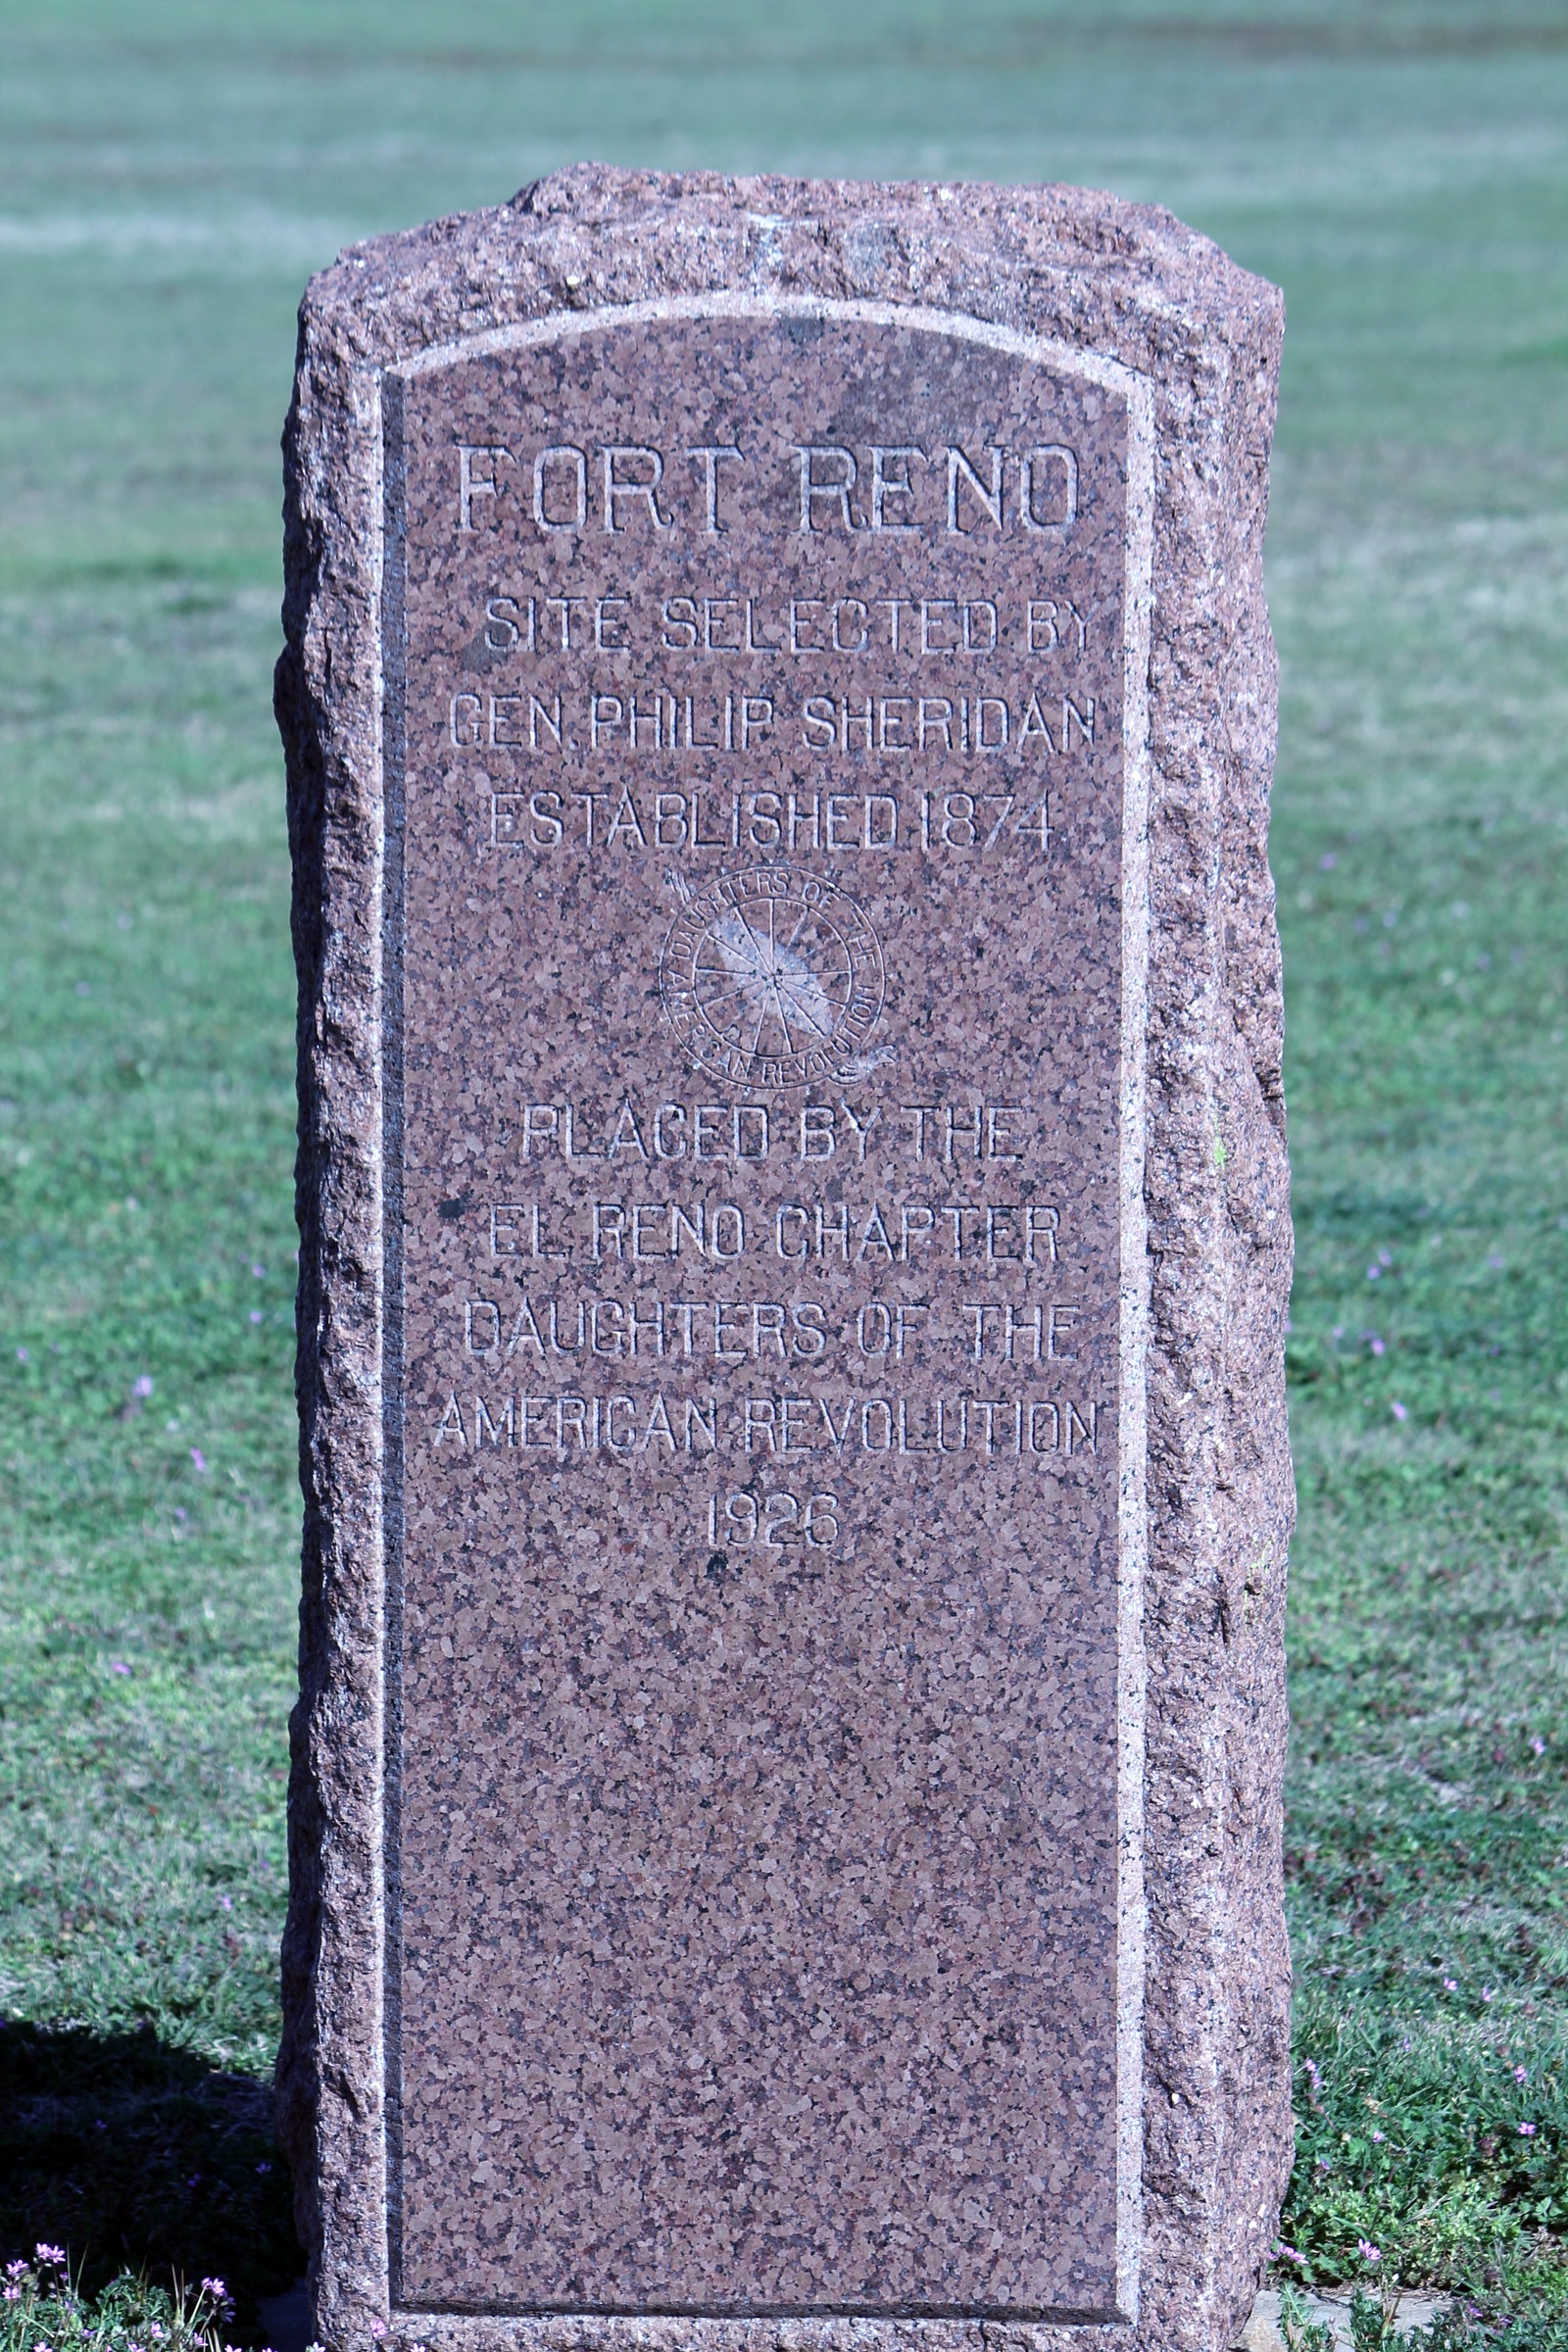 FORT RENO
SITE SELECTED BY
GEN. PHILIP SHERIDAN
ESTABLISHED 1874
DAUGHTERS OF THE AMERICAN REVOLUTION
PLACED BY THE
EL RENO CHAPTER
DAUGHTERS OF THE
AMERICAN REVOLUTION
1926